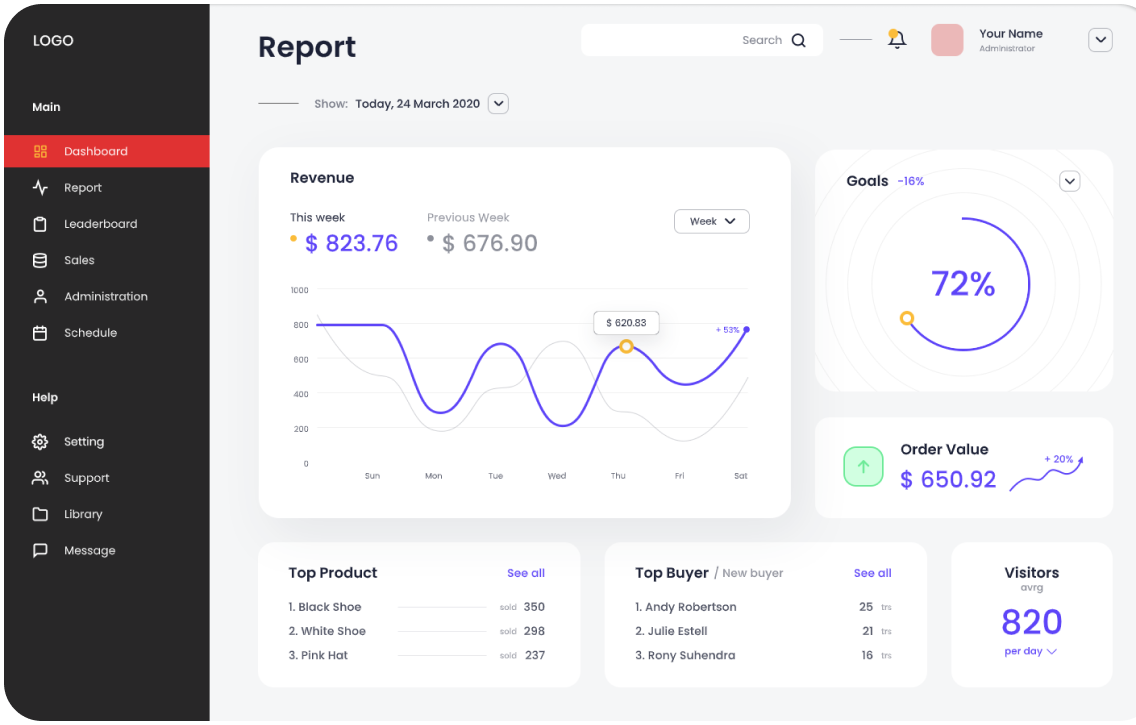 LOGO
Main
Dashboard
Report
Leaderboard
Sales
Administration
Schedule
Help
Setting
Support
Library
Message
Report
Search
Your Name
Administrator
Show: Today, 24 March 2020
Revenue
This week
$ 823.76
Previous Week
$ 676.90
Week
1000
800
600
400
200
0
$ 620.83
+ 53%
Sun Mon Tue Wed Thu Fri Sat
Goals -16%
72%
Order Value
$ 650.92
+ 20%
Top Product See all
1. Black Shoe sold 350
2. White Shoe sold 298
3. Pink Hat sold 237
Top Buyer / New buyer See all
1. Andy Robertson 25 trs
2. Julie Estell 21 trs
3. Rony Suhendra 16 trs
Visitors
avrg
820
per day